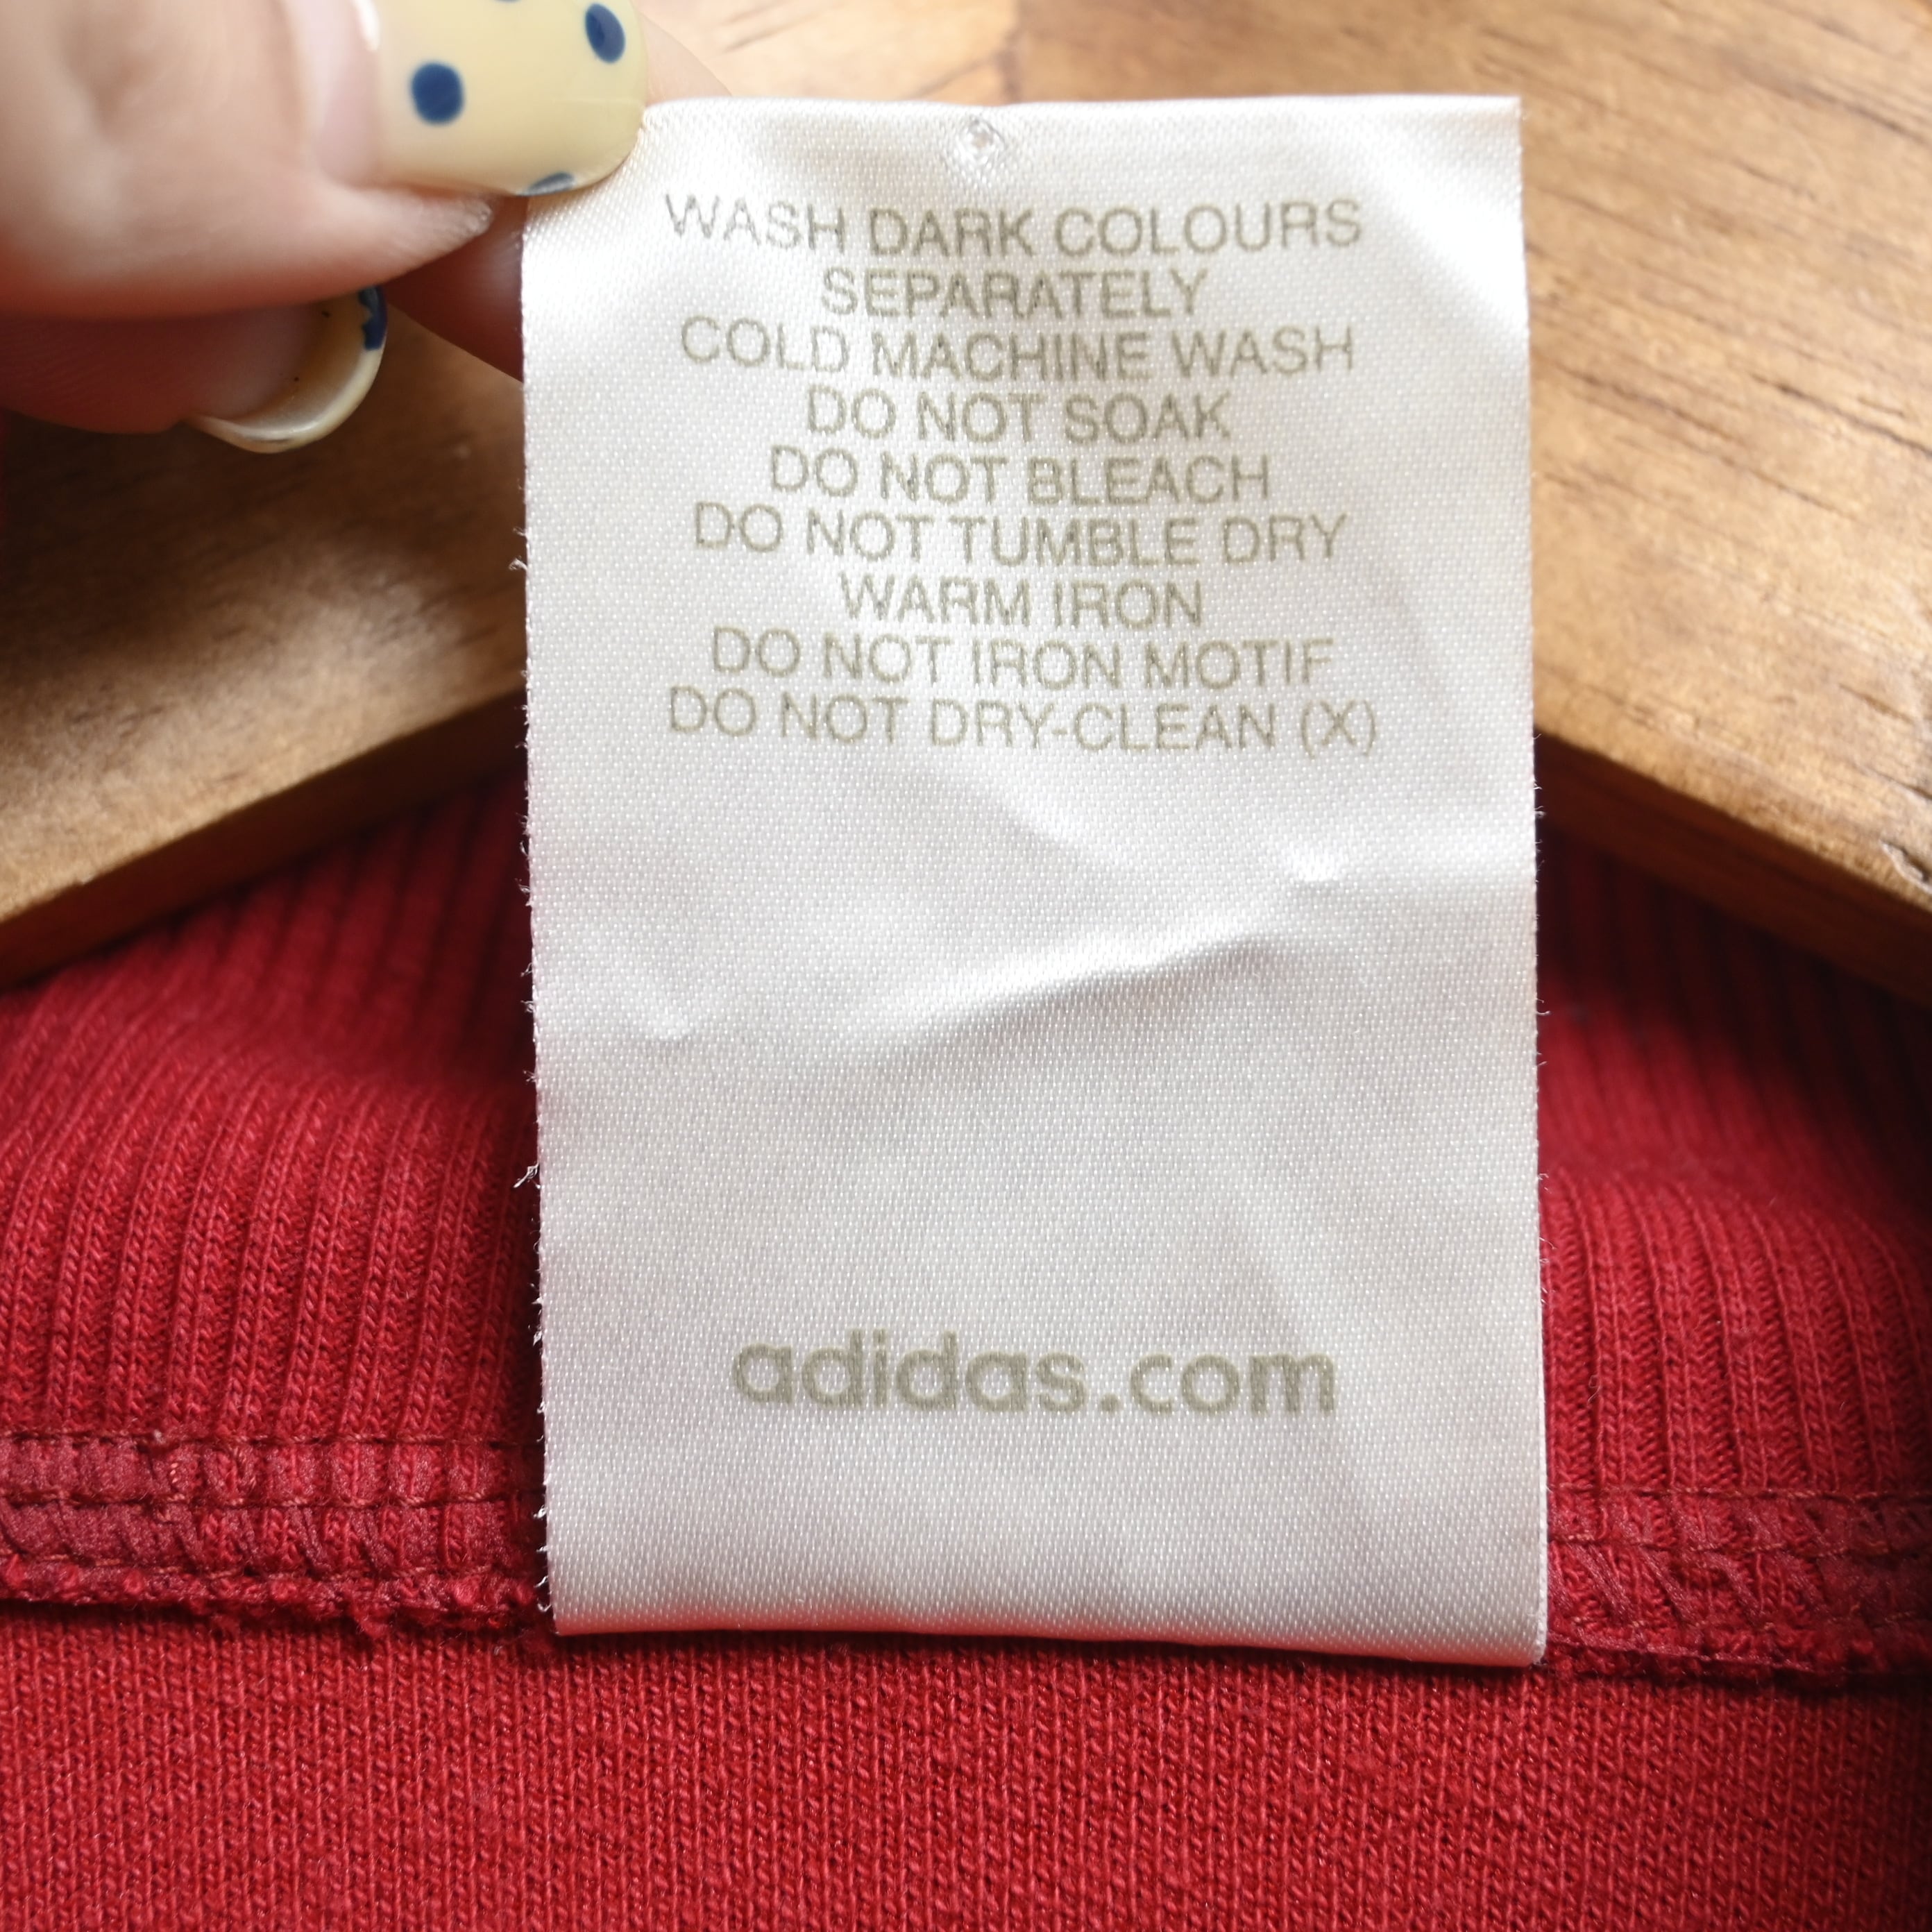 WASH DARK COLOURS
SEPARATELY
COLD MACHINE WASH
DO NOT SOAK
DO NOT BLEACH
DO NOT TUMBLE DRY
WARM IRON
DO NOT IRON MOTIF
DO NOT DRY-CLEAN (X)
adidas.com